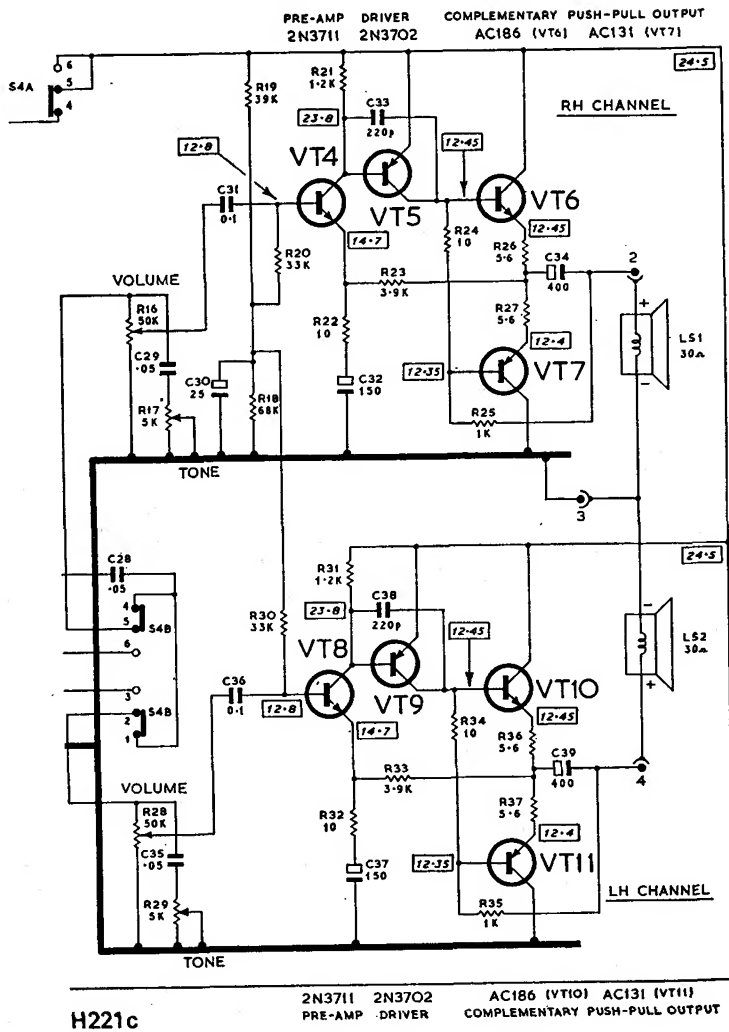 PRE-AMP DRIVER COMPLEMENTARY PUSH-PULL OUTPUT
2N3711 2N3702 AC186 (VT6) AC131 (VT7)
24·5
6
S4A
5
4
R21
1·2K
R19
39K
C33
220p
RH CHANNEL
23·8
12·8
VT4
12·45
C31
0·1
VT5
VT6
14·7
R24
10
12·45
R20
33K
R26
5·6
C34
400
2
VOLUME
R23
3·9K
R16
50K
R22
10
R27
5·6
+
LS1
30Ω
–
C29
·05
12·4
C30
25
R18
68K
C32
150
12·35
VT7
R17
5K
R25
1K
TONE
3
C28
·05
R31
1·2K
24·5
4
5
S4B
6
C38
220p
23·8
R30
33K
VT8
12·45
–
LS2
30Ω
+
3
C36
0·1
VT9
VT10
2
S4B
1
12·8
14·7
R34
10
12·45
R36
5·6
C39
400
4
VOLUME
R33
3·9K
R28
50K
R32
10
R37
5·6
C35
·05
12·4
C37
150
12·35
VT11
R29
5K
R35
1K
LH CHANNEL
TONE
2N3711 2N3702 AC186 (VT10) AC131 (VT11)
PRE-AMP DRIVER COMPLEMENTARY PUSH-PULL OUTPUT
H221c